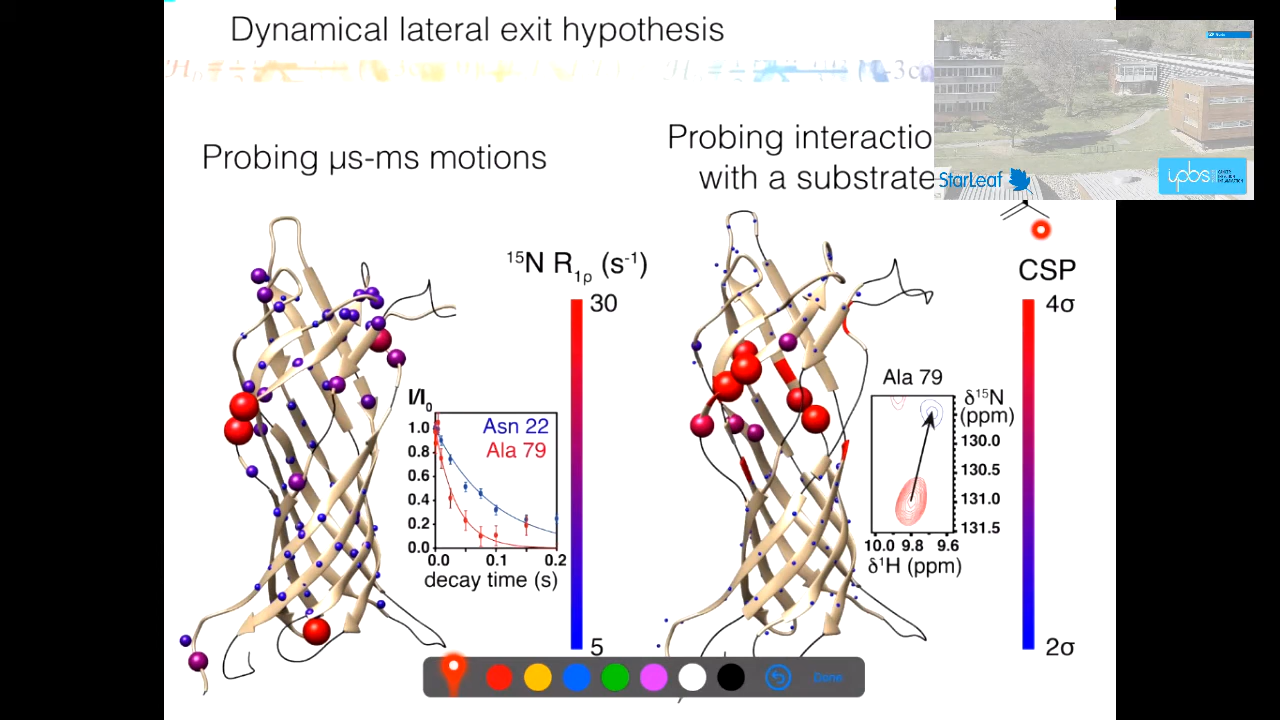 Dynamical lateral exit hypothesis
Probing µs-ms motions
Probing interactio
with a substrate
StarLeaf
ipbs
¹⁵N R₁ρ (s⁻¹)
30
5
I/I₀
Asn 22
Ala 79
1.0
0.8
0.6
0.4
0.2
0.0
0.0 0.1 0.2
decay time (s)
CSP
4σ
2σ
Ala 79
δ¹⁵N
(ppm)
130.0
130.5
131.0
131.5
10.0 9.8 9.6
δ¹H (ppm)
Done